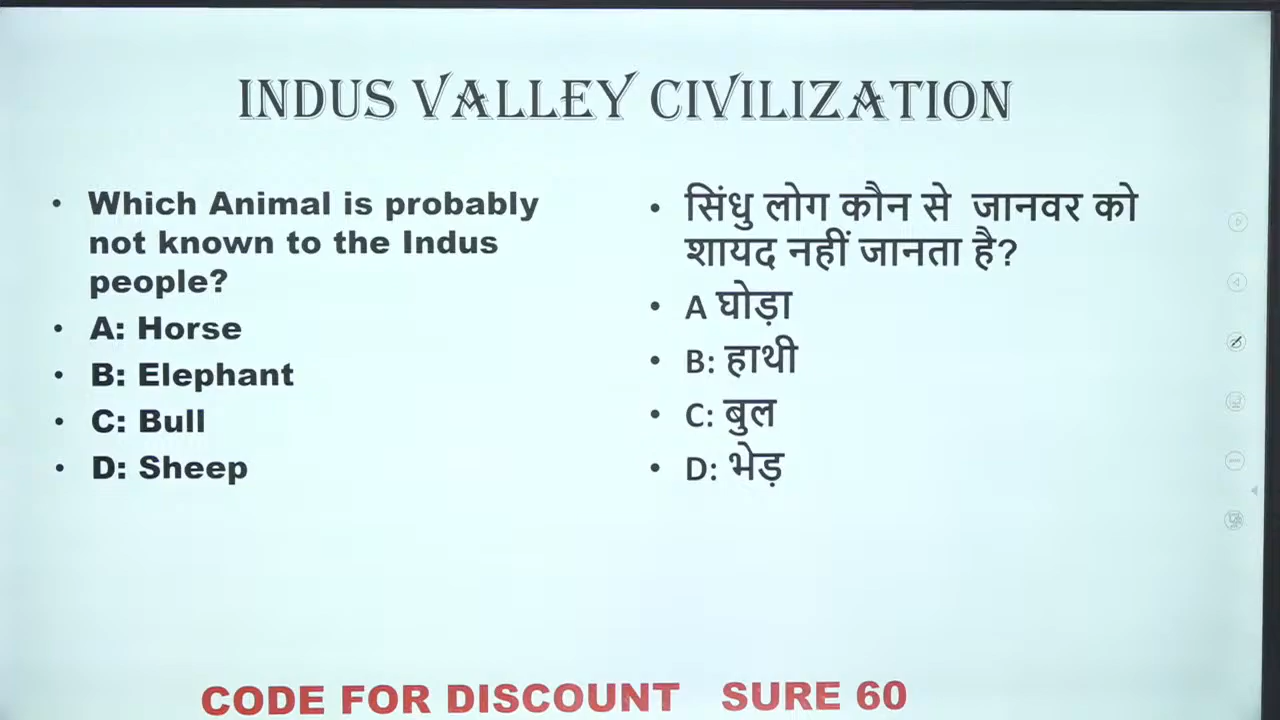 INDUS VALLEY CIVILIZATION
• Which Animal is probably
not known to the Indus
people?
• A: Horse
• B: Elephant
• C: Bull
• D: Sheep
• सिंधु लोग कौन से जानवर को
शायद नहीं जानता है?
• A घोड़ा
• B: हाथी
• C: बुल
• D: भेड़
CODE FOR DISCOUNT SURE 60